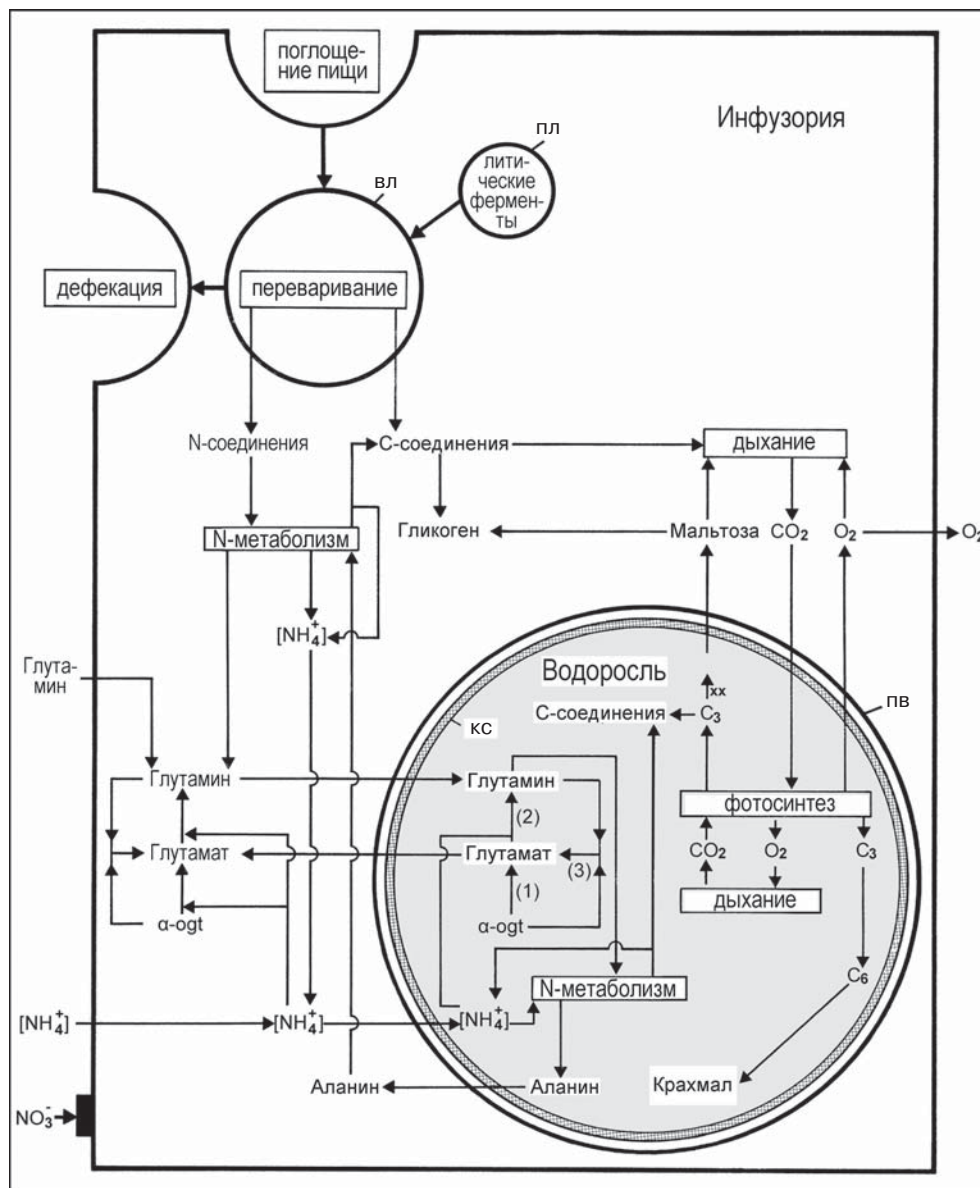 поглоще-
ние пищи
Инфузория
пл
лити-
ческие
фермен-
ты
вл
дефекация
переваривание
N-соединения
С-соединения
дыхание
N-метаболизм
Гликоген
Мальтоза
CO₂
O₂
O₂
[NH₄⁺]
Глута-
мин
Водоросль
пв
кс
xx
С-соединения
C₃
Глутамин
Глутамин
(2)
фотосинтез
Глутамат
Глутамат
(3)
CO₂
O₂
C₃
(1)
дыхание
α-ogt
α-ogt
C₆
N-метаболизм
[NH₄⁺]
[NH₄⁺]
[NH₄⁺]
Аланин
Аланин
Крахмал
NO₃⁻